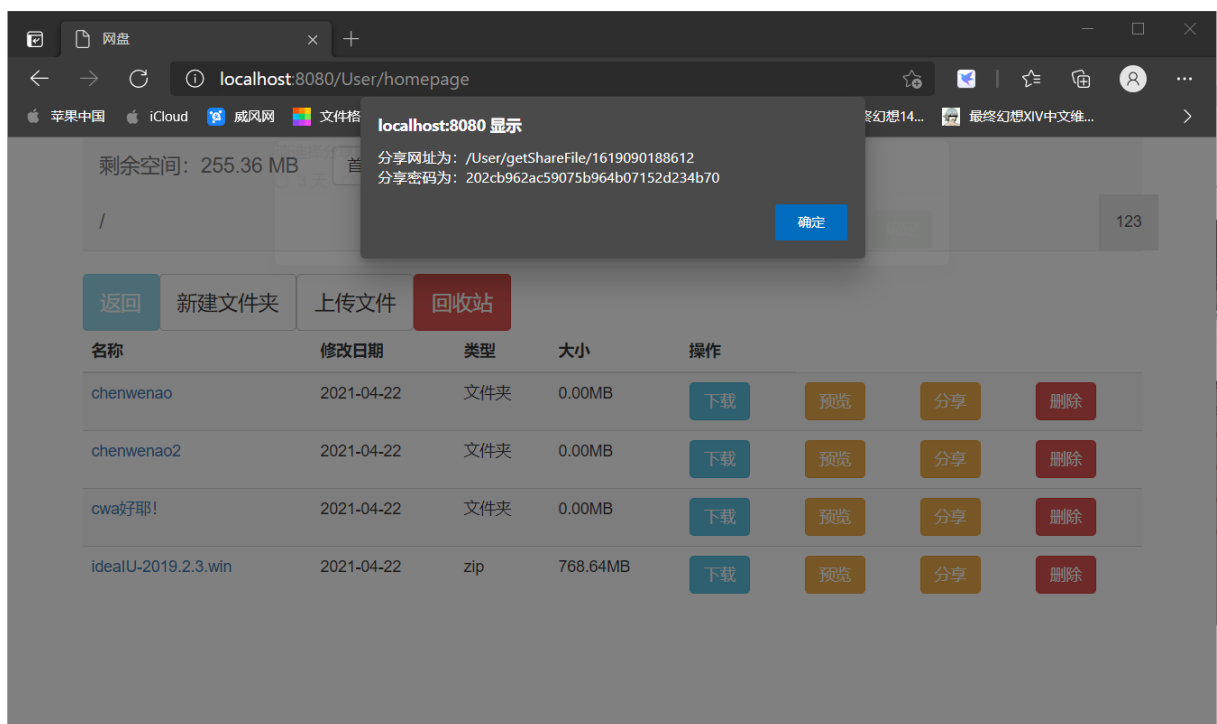 网盘
localhost:8080/User/homepage
苹果中国 iCloud 威风网 文件格 终幻想14... 最终幻想XIV中文维...
localhost:8080 显示
分享网址为：/User/getShareFile/1619090188612
分享密码为：202cb962ac59075b964b07152d234b70
确定
剩余空间：255.36 MB 首
/ 123
返回 新建文件夹 上传文件 回收站
名称 修改日期 类型 大小 操作
chenwenao 2021-04-22 文件夹 0.00MB 下载 预览 分享 删除
chenwenao2 2021-04-22 文件夹 0.00MB 下载 预览 分享 删除
cwa好耶！ 2021-04-22 文件夹 0.00MB 下载 预览 分享 删除
ideaIU-2019.2.3.win 2021-04-22 zip 768.64MB 下载 预览 分享 删除